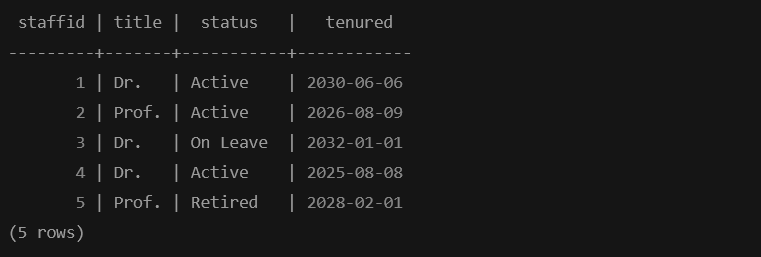 staffid | title |  status   |   tenured
---------+-------+-----------+------------
       1 | Dr.   | Active    | 2030-06-06
       2 | Prof. | Active    | 2026-08-09
       3 | Dr.   | On Leave  | 2032-01-01
       4 | Dr.   | Active    | 2025-08-08
       5 | Prof. | Retired   | 2028-02-01
(5 rows)